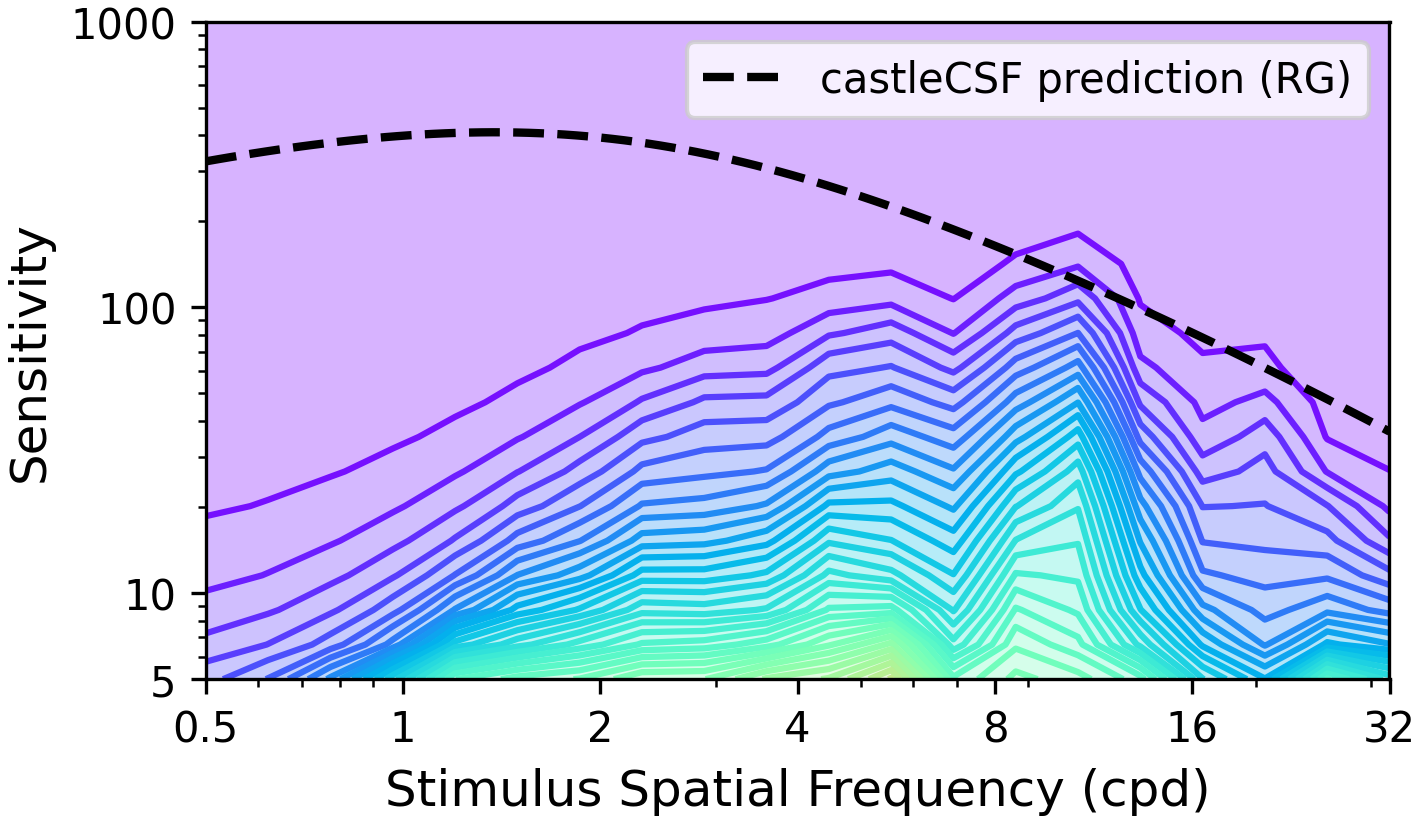 1000
castleCSF prediction (RG)
100
10
5
Sensitivity
0.5 1 2 4 8 16 32
Stimulus Spatial Frequency (cpd)